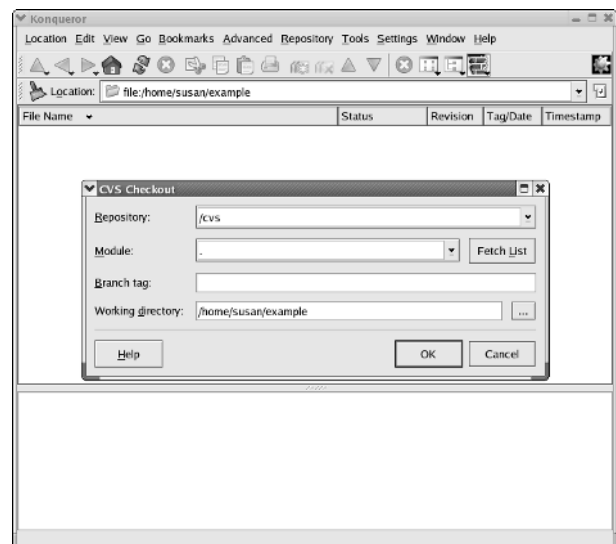 Konqueror
Location Edit View Go Bookmarks Advanced Repository Tools Settings Window Help
Location: file:/home/susan/example
File Name Status Revision Tag/Date Timestamp
CVS Checkout
Repository: /cvs
Module: . Fetch List
Branch tag:
Working directory: /home/susan/example ...
Help OK Cancel